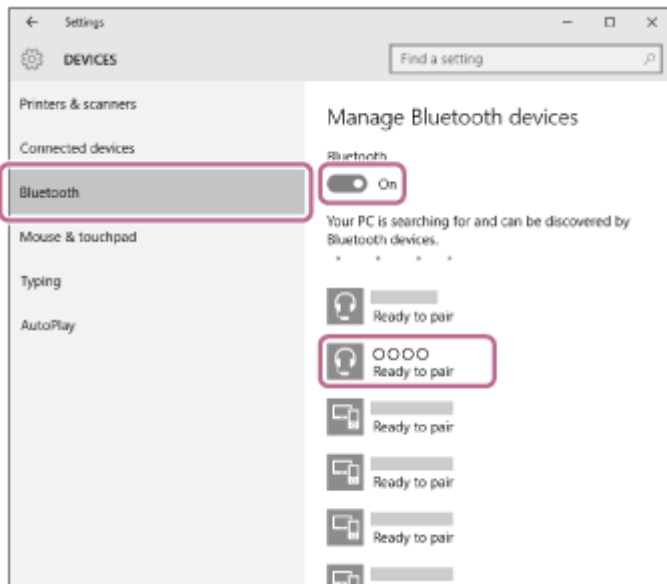 Settings
DEVICES
Find a setting
Printers & scanners
Connected devices
Bluetooth
Mouse & touchpad
Typing
AutoPlay
Manage Bluetooth devices
Bluetooth
On
Your PC is searching for and can be discovered by
Bluetooth devices.
Ready to pair
OOOO
Ready to pair
Ready to pair
Ready to pair
Ready to pair